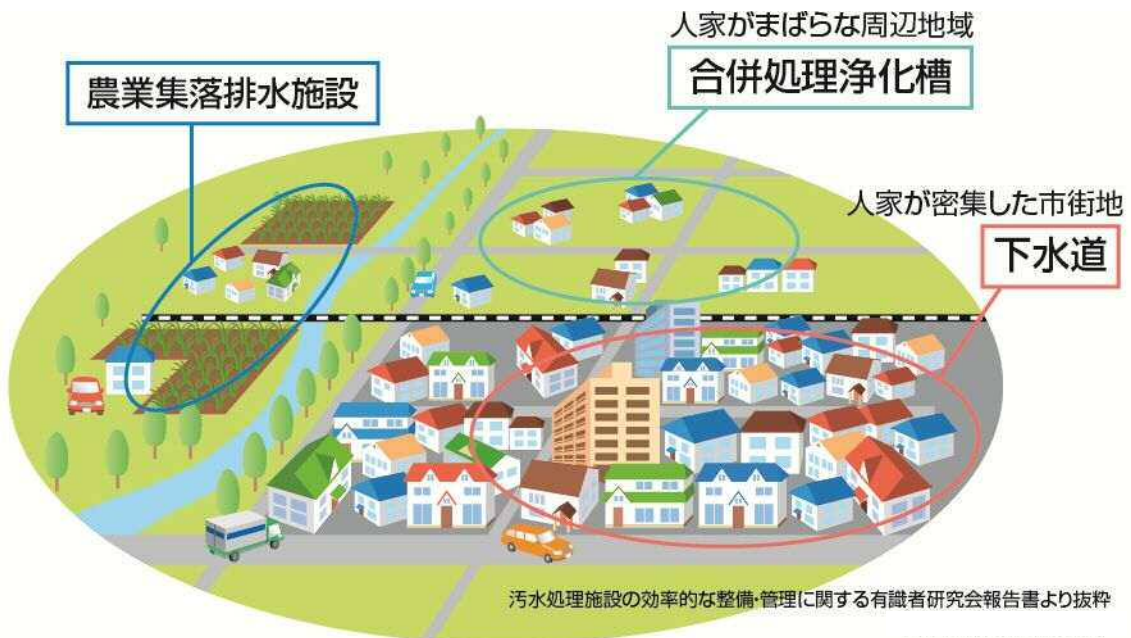 人家がまばらな周辺地域
合併処理浄化槽
農業集落排水施設
人家が密集した市街地
下水道
汚水処理施設の効率的な整備・管理に関する有識者研究会報告書より抜粋